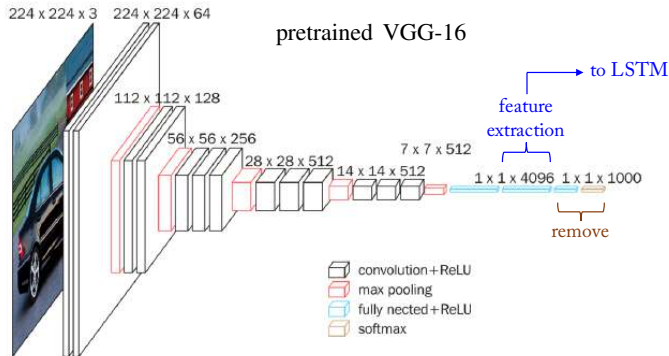 224 x 224 x 3
224 x 224 x 64
pretrained VGG-16
to LSTM
feature
extraction
112 x 112 x 128
56 x 56 x 256
28 x 28 x 512
14 x 14 x 512
7 x 7 x 512
1 x 1 x 4096
1 x 1 x 1000
remove
convolution+ReLU
max pooling
fully nected+ReLU
softmax